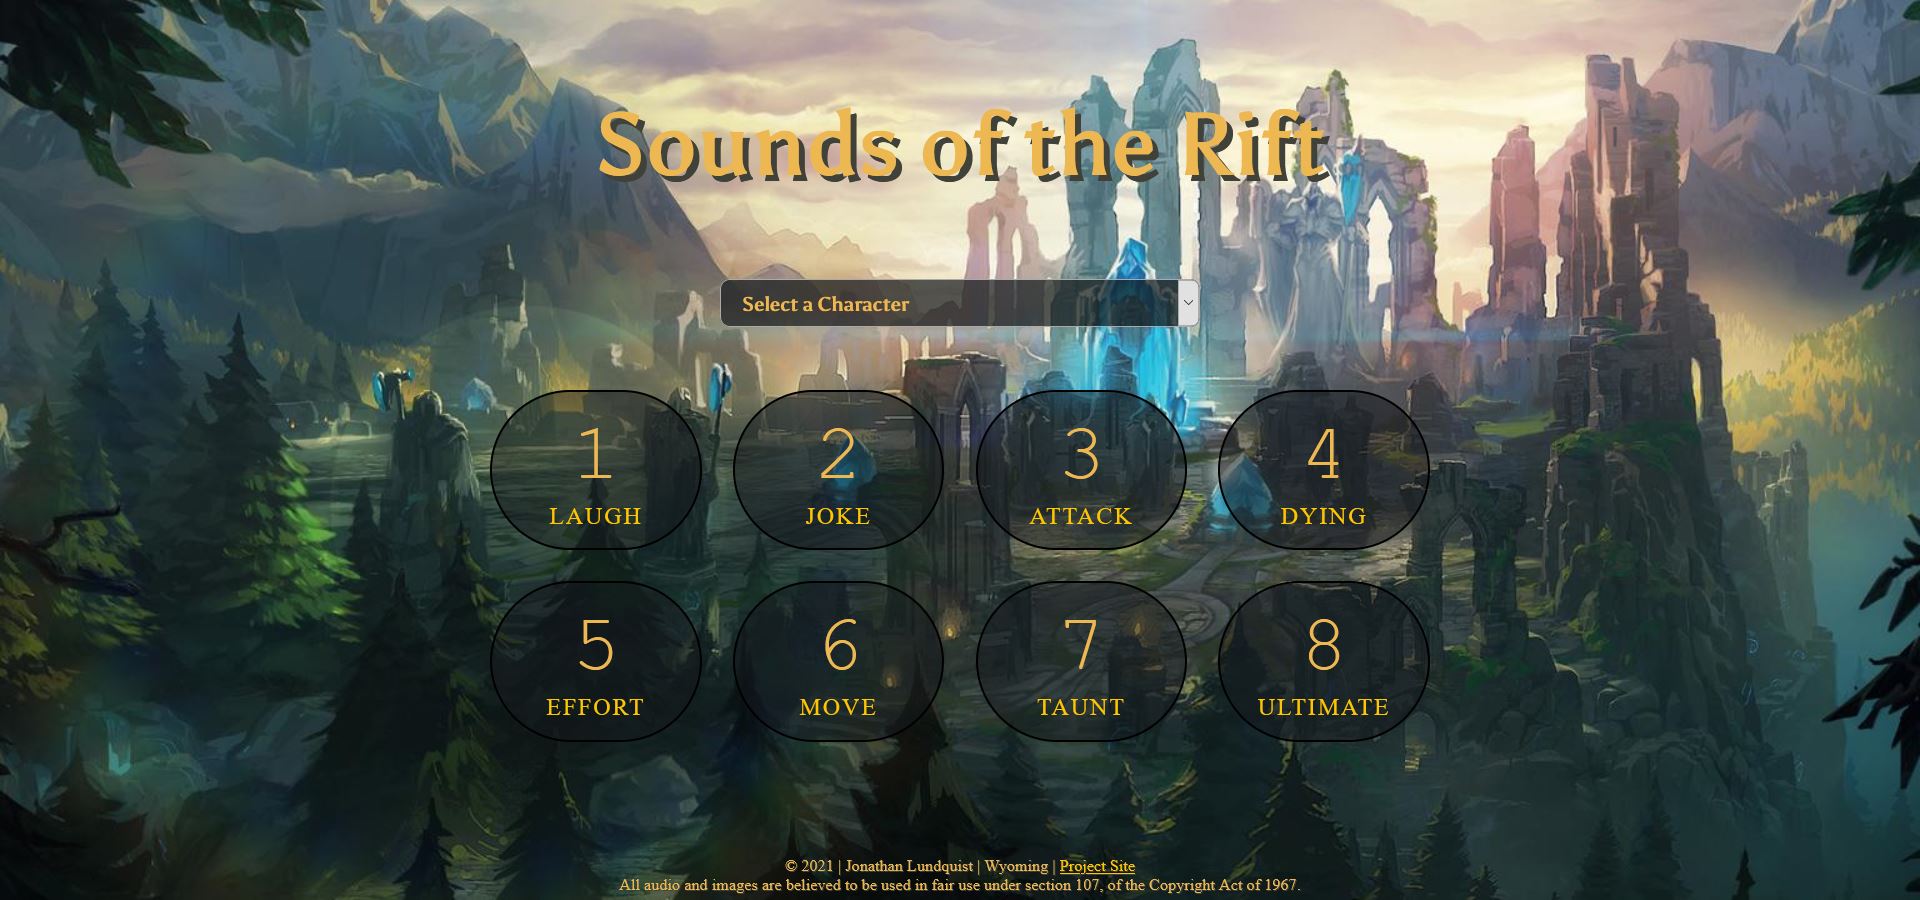 Sounds of the Rift
Select a Character
1 2 3 4
LAUGH JOKE ATTACK DYING
5 6 7 8
EFFORT MOVE TAUNT ULTIMATE
© 2021 | Jonathan Lundquist | Wyoming | Project Site
All audio and images are believed to be used in fair use under section 107, of the Copyright Act of 1967.